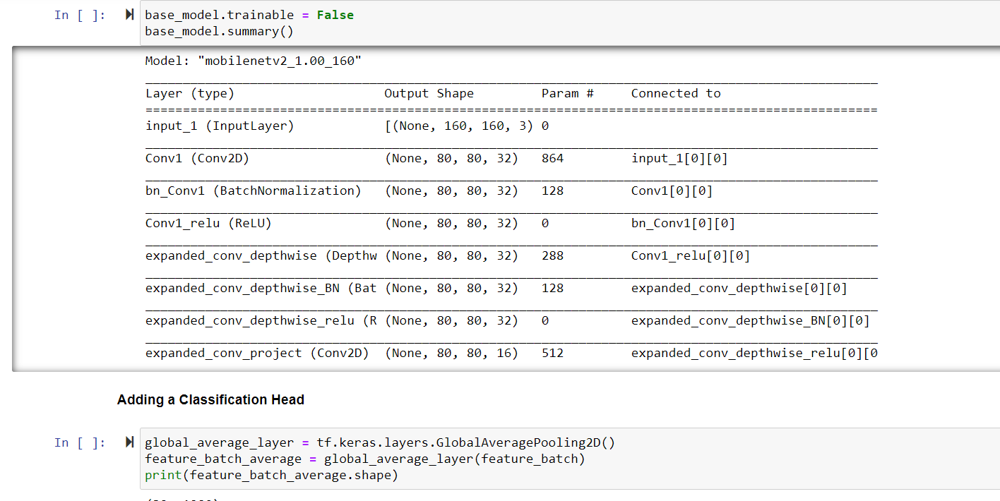 In [ ]: base_model.trainable = False
base_model.summary()
Model: "mobilenetv2_1.00_160"
__________________________________________________________________________________________________
Layer (type)                    Output Shape         Param #     Connected to
==================================================================================================
input_1 (InputLayer)            [(None, 160, 160, 3) 0
__________________________________________________________________________________________________
Conv1 (Conv2D)                  (None, 80, 80, 32)   864         input_1[0][0]
__________________________________________________________________________________________________
bn_Conv1 (BatchNormalization)   (None, 80, 80, 32)   128         Conv1[0][0]
__________________________________________________________________________________________________
Conv1_relu (ReLU)               (None, 80, 80, 32)   0           bn_Conv1[0][0]
__________________________________________________________________________________________________
expanded_conv_depthwise (Depthw (None, 80, 80, 32)   288         Conv1_relu[0][0]
__________________________________________________________________________________________________
expanded_conv_depthwise_BN (Bat (None, 80, 80, 32)   128         expanded_conv_depthwise[0][0]
__________________________________________________________________________________________________
expanded_conv_depthwise_relu (R (None, 80, 80, 32)   0           expanded_conv_depthwise_BN[0][0]
__________________________________________________________________________________________________
expanded_conv_project (Conv2D)  (None, 80, 80, 16)   512         expanded_conv_depthwise_relu[0][0
Adding a Classification Head
In [ ]: global_average_layer = tf.keras.layers.GlobalAveragePooling2D()
feature_batch_average = global_average_layer(feature_batch)
print(feature_batch_average.shape)